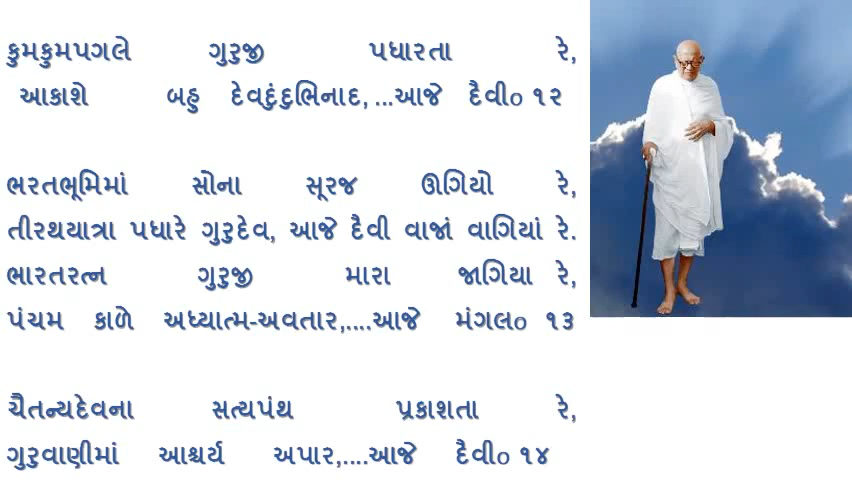 કુમકુમપગલે ગુરુજી પધારતા રે,
આકાશે બહુ દેવદુંદુભિનાદ, ...આજે દૈવી૦ ૧૨
ભરતભૂમિમાં સોના સૂરજ ઊગિયો રે,
તીરથયાત્રા પધારે ગુરુદેવ, આજે દૈવી વાજાં વાગિયાં રે.
ભારતરત્ન ગુરુજી મારા જાગિયા રે,
પંચમ કાળે અધ્યાત્મ-અવતાર,....આજે મંગલ૦ ૧૩
ચૈતન્યદેવના સત્યપંથ પ્રકાશતા રે,
ગુરુવાણીમાં આશ્ચર્ય અપાર,....આજે દૈવી૦ ૧૪